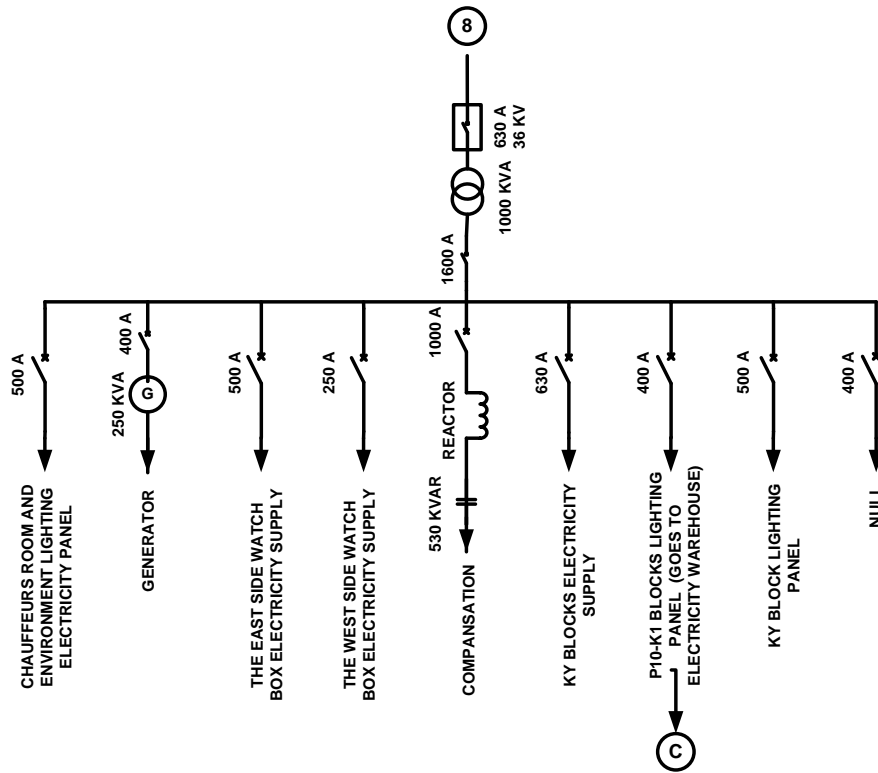 8
630 A
36 KV
1000 KVA
1600 A
500 A
400 A
500 A
250 A
1000 A
630 A
400 A
500 A
400 A
250 KVA
G
REACTOR
530 KVAR
CHAUFFEURS ROOM AND
ENVIRONMENT LIGHTING
ELECTRICITY PANEL
GENERATOR
THE EAST SIDE WATCH
BOX ELECTRICITY SUPPLY
THE WEST SIDE WATCH
BOX ELECTRICITY SUPPLY
COMPANSATION
KY BLOCKS ELECTRICITY
SUPPLY
P10-K1 BLOCKS LIGHTING
PANEL (GOES TO
ELECTRICITY WAREHOUSE)
KY BLOCK LIGHTING
PANEL
NULL
C